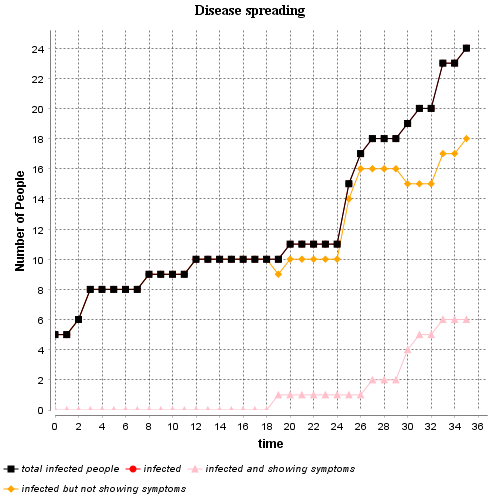 Disease spreading
Number of People
24
22
20
18
16
14
12
10
8
6
4
2
0
0 2 4 6 8 10 12 14 16 18 20 22 24 26 28 30 32 34 36
time
total infected people infected infected and showing symptoms
infected but not showing symptoms